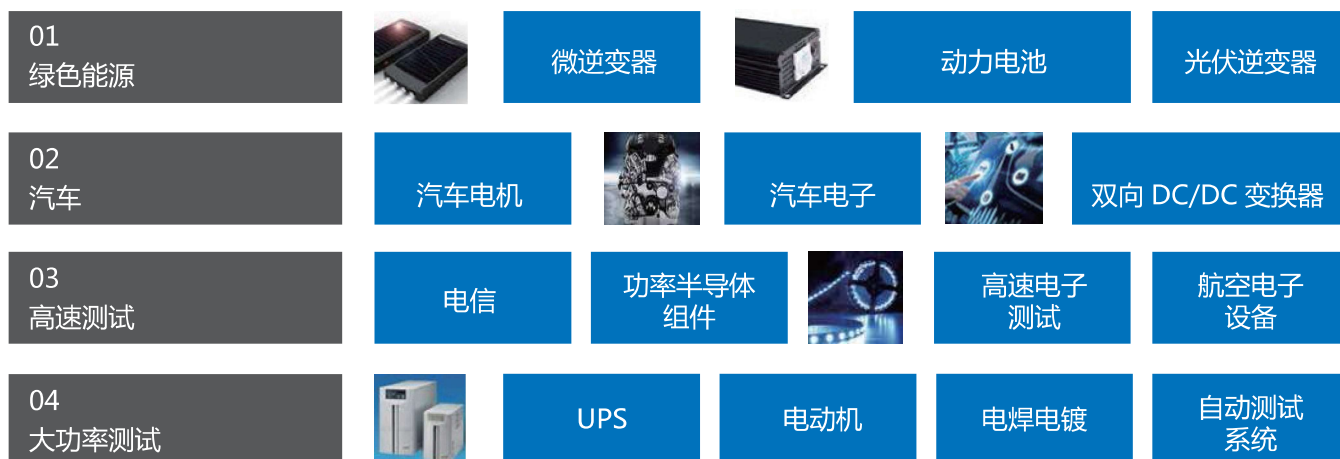 01
绿色能源
微逆变器
动力电池
光伏逆变器
02
汽车
汽车电机
汽车电子
双向 DC/DC 变换器
03
高速测试
电信
功率半导体
组件
高速电子
测试
航空电子
设备
04
大功率测试
UPS
电动机
电焊电镀
自动测试
系统